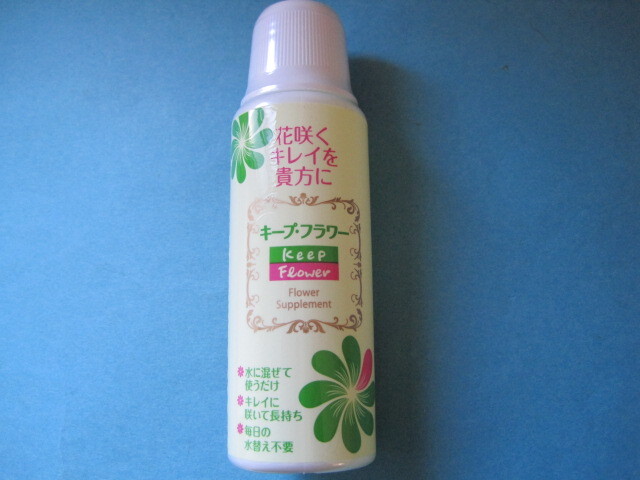 花咲く
キレイを
貴方に
キープ・フラワー
Keep
Flower
Flower
Supplement
水に混ぜて
使うだけ
キレイに
咲いて長持ち
毎日の
水替え不要